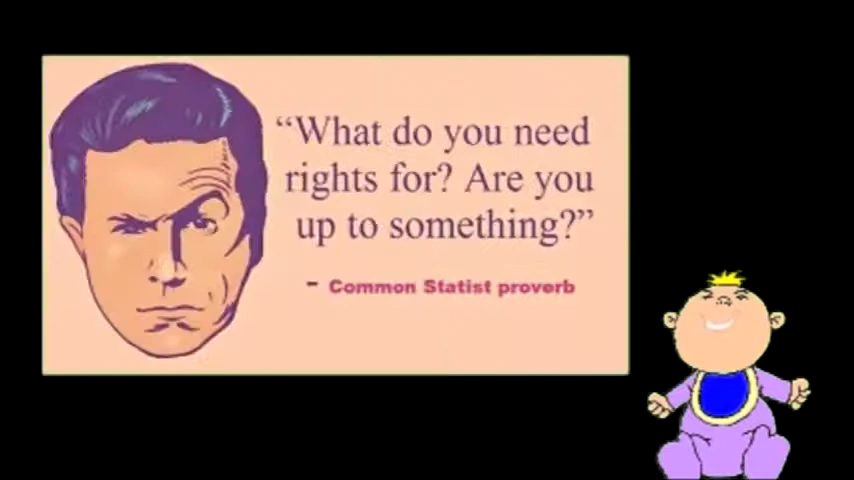 “What do you need
rights for? Are you
up to something?”
- Common Statist proverb